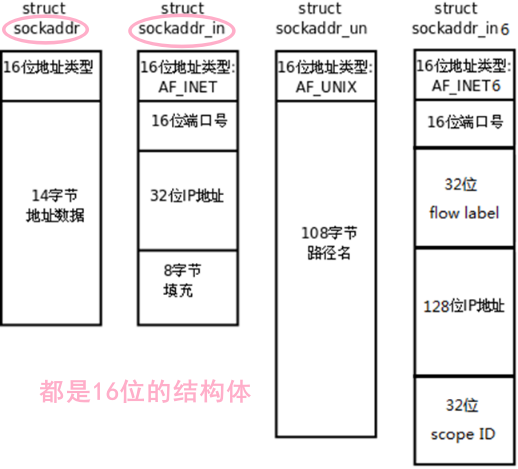 struct
sockaddr
16位地址类型
14字节
地址数据
struct
sockaddr_in
16位地址类型:
AF_INET
16位端口号
32位IP地址
8字节
填充
struct
sockaddr_un
16位地址类型:
AF_UNIX
108字节
路径名
struct
sockaddr_in6
16位地址类型:
AF_INET6
16位端口号
32位
flow label
128位IP地址
32位
scope ID
都是16位的结构体